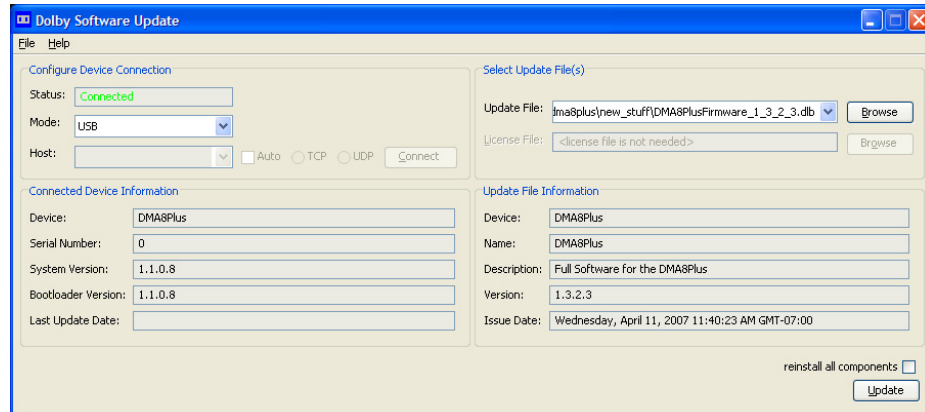 Dolby Software Update
File Help
Configure Device Connection
Status: Connected
Mode: USB
Host: Auto TCP UDP Connect
Select Update File(s)
Update File: dma8plus\new_stuff\DMA8PlusFirmware_1_3_2_3.dlb Browse
License File: <license file is not needed> Browse
Connected Device Information
Device: DMA8Plus
Serial Number: 0
System Version: 1.1.0.8
Bootloader Version: 1.1.0.8
Last Update Date:
Update File Information
Device: DMA8Plus
Name: DMA8Plus
Description: Full Software for the DMA8Plus
Version: 1.3.2.3
Issue Date: Wednesday, April 11, 2007 11:40:23 AM GMT-07:00
reinstall all components
Update